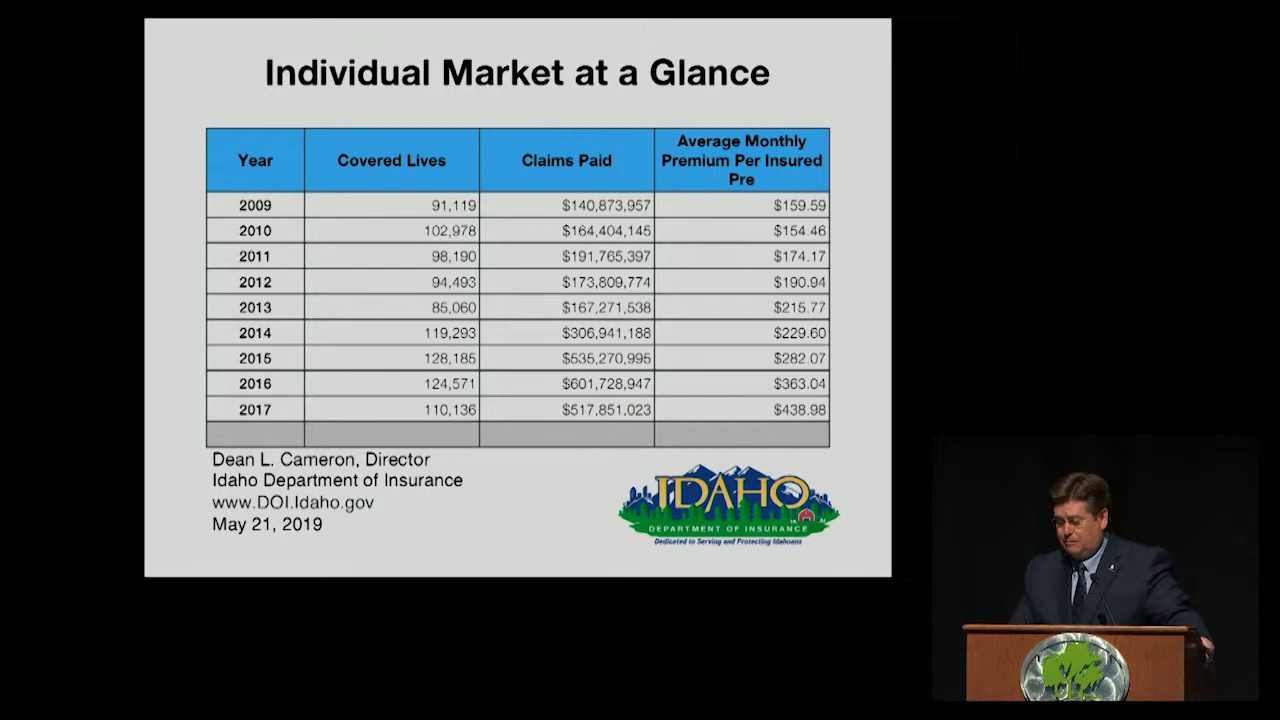 Individual Market at a Glance
Year Covered Lives Claims Paid Average Monthly Premium Per Insured Pre
2009 91,119 $140,873,957 $159.59
2010 102,978 $164,404,145 $154.46
2011 98,190 $191,765,397 $174.17
2012 94,493 $173,809,774 $190.94
2013 85,060 $167,271,538 $215.77
2014 119,293 $306,941,188 $229.60
2015 128,185 $535,270,995 $282.07
2016 124,571 $601,728,947 $363.04
2017 110,136 $517,851,023 $438.98
Dean L. Cameron, Director
Idaho Department of Insurance
www.DOI.Idaho.gov
May 21, 2019
IDAHO
DEPARTMENT OF INSURANCE
Dedicated to Serving and Protecting Idahoans